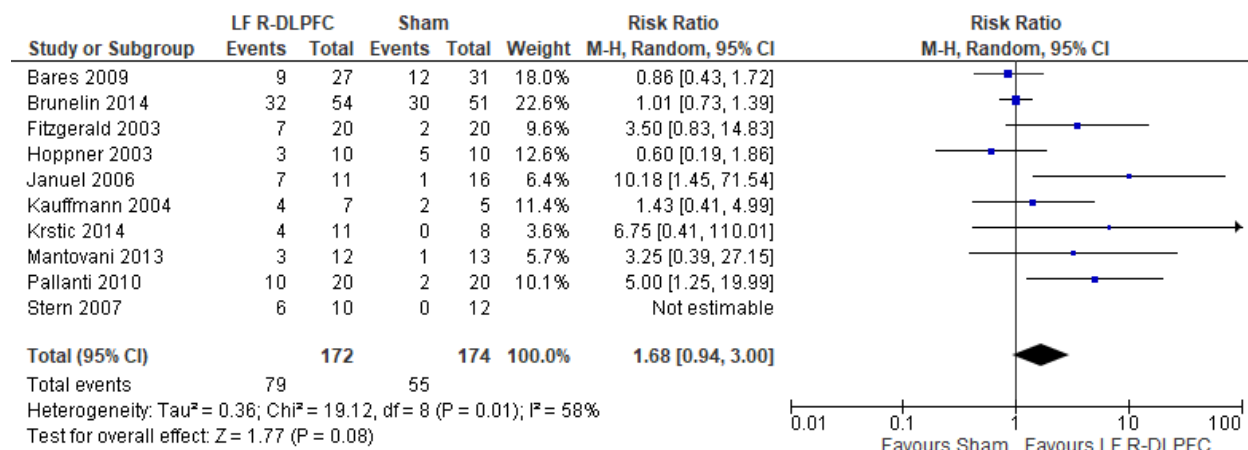 LF R-DLPFC Sham Risk Ratio Risk Ratio
Study or Subgroup Events Total Events Total Weight M-H, Random, 95% CI M-H, Random, 95% CI
Bares 2009 9 27 12 31 18.0% 0.86 [0.43, 1.72]
Brunelin 2014 32 54 30 51 22.6% 1.01 [0.73, 1.39]
Fitzgerald 2003 7 20 2 20 9.6% 3.50 [0.83, 14.83]
Hoppner 2003 3 10 5 10 12.6% 0.60 [0.19, 1.86]
Januel 2006 7 11 1 16 6.4% 10.18 [1.45, 71.54]
Kauffmann 2004 4 7 2 5 11.4% 1.43 [0.41, 4.99]
Krstic 2014 4 11 0 8 3.6% 6.75 [0.41, 110.01]
Mantovani 2013 3 12 1 13 5.7% 3.25 [0.39, 27.15]
Pallanti 2010 10 20 2 20 10.1% 5.00 [1.25, 19.99]
Stern 2007 6 10 0 12 Not estimable
Total (95% CI) 172 174 100.0% 1.68 [0.94, 3.00]
Total events 79 55
Heterogeneity: Tau² = 0.36; Chi² = 19.12, df = 8 (P = 0.01); I² = 58%
Test for overall effect: Z = 1.77 (P = 0.08)
0.01 0.1 1 10 100
Favours Sham Favours LF R-DLPFC